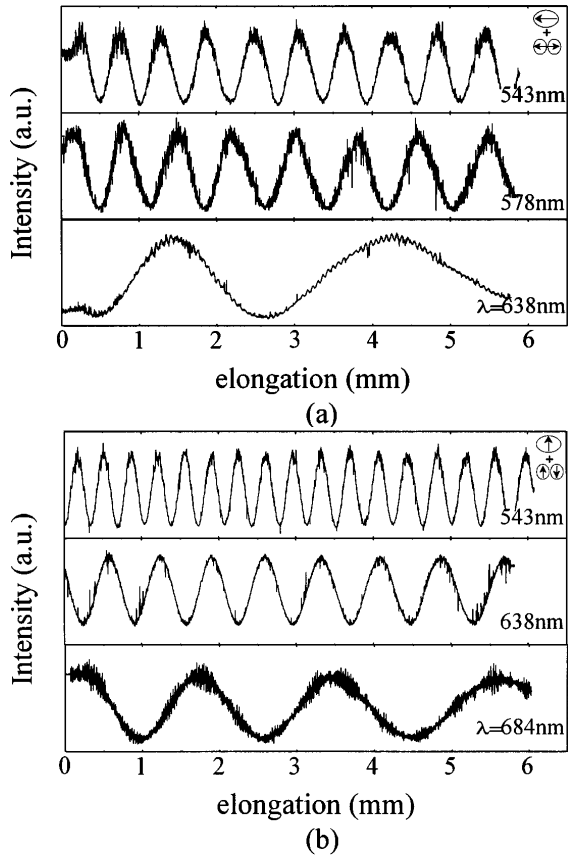 543nm
578nm
λ=638nm
Intensity (a.u.)
0 1 2 3 4 5 6
elongation (mm)
(a)
543nm
638nm
λ=684nm
Intensity (a.u.)
0 1 2 3 4 5 6
elongation (mm)
(b)